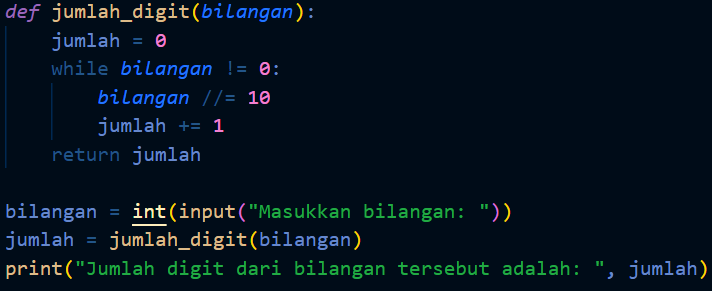 def jumlah_digit(bilangan):
    jumlah = 0
    while bilangan != 0:
        bilangan //= 10
        jumlah += 1
    return jumlah

bilangan = int(input("Masukkan bilangan: "))
jumlah = jumlah_digit(bilangan)
print("Jumlah digit dari bilangan tersebut adalah: ", jumlah)